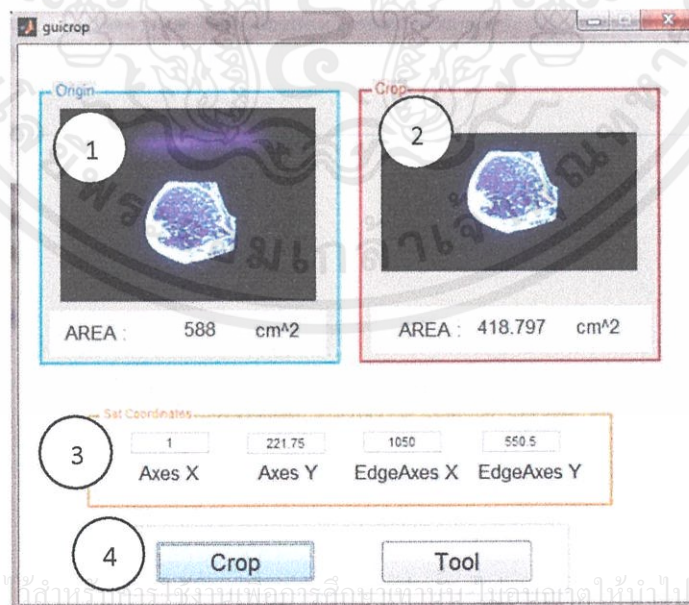 guicrop
Origin
Crop
1
2
AREA : 588 cm^2
AREA : 418.797 cm^2
Set Coordinates
3
1 221.75 1050 550.5
Axes X Axes Y EdgeAxes X EdgeAxes Y
4
Crop Tool